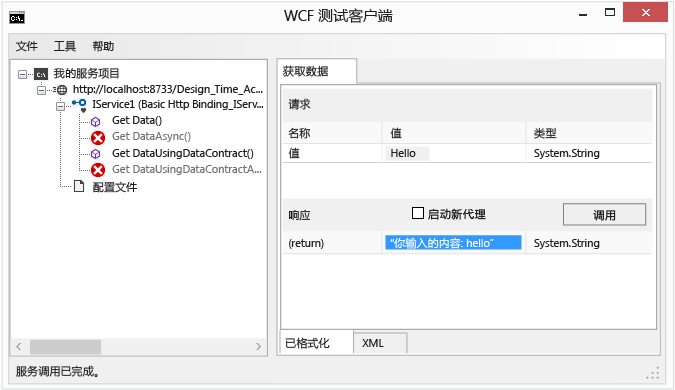 WCF 测试客户端
文件 工具 帮助
我的服务项目
http://localhost:8733/Design_Time_Ac...
IService1 (Basic Http Binding_IServ...
Get Data()
Get DataAsync()
Get DataUsingDataContract()
Get DataUsingDataContractA...
配置文件
获取数据
请求
名称 值 类型
值 Hello System.String
响应 启动新代理 调用
(return) “你输入的内容: hello” System.String
已格式化 XML
服务调用已完成。